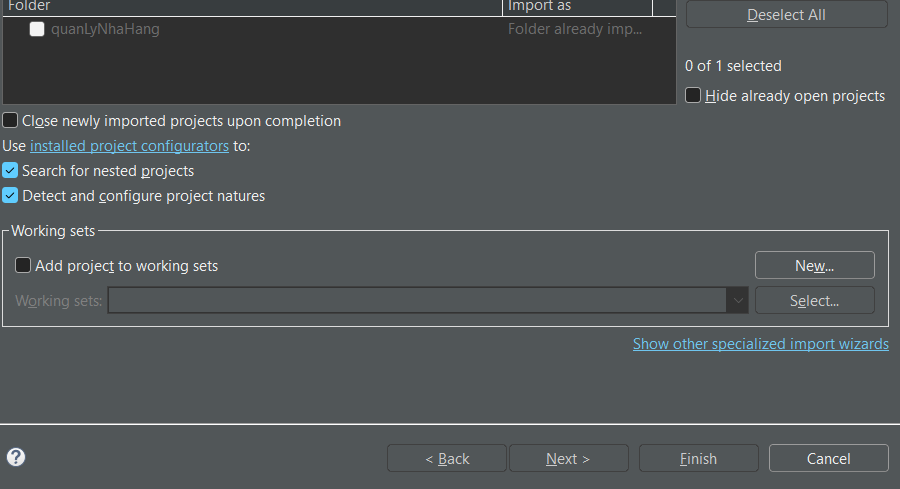 Folder Import as
Deselect All
quanLyNhaHang Folder already imp...
0 of 1 selected
Hide already open projects
Close newly imported projects upon completion
Use installed project configurators to:
Search for nested projects
Detect and configure project natures
Working sets
Add project to working sets
New...
Working sets:
Select...
Show other specialized import wizards
?
< Back
Next >
Finish
Cancel